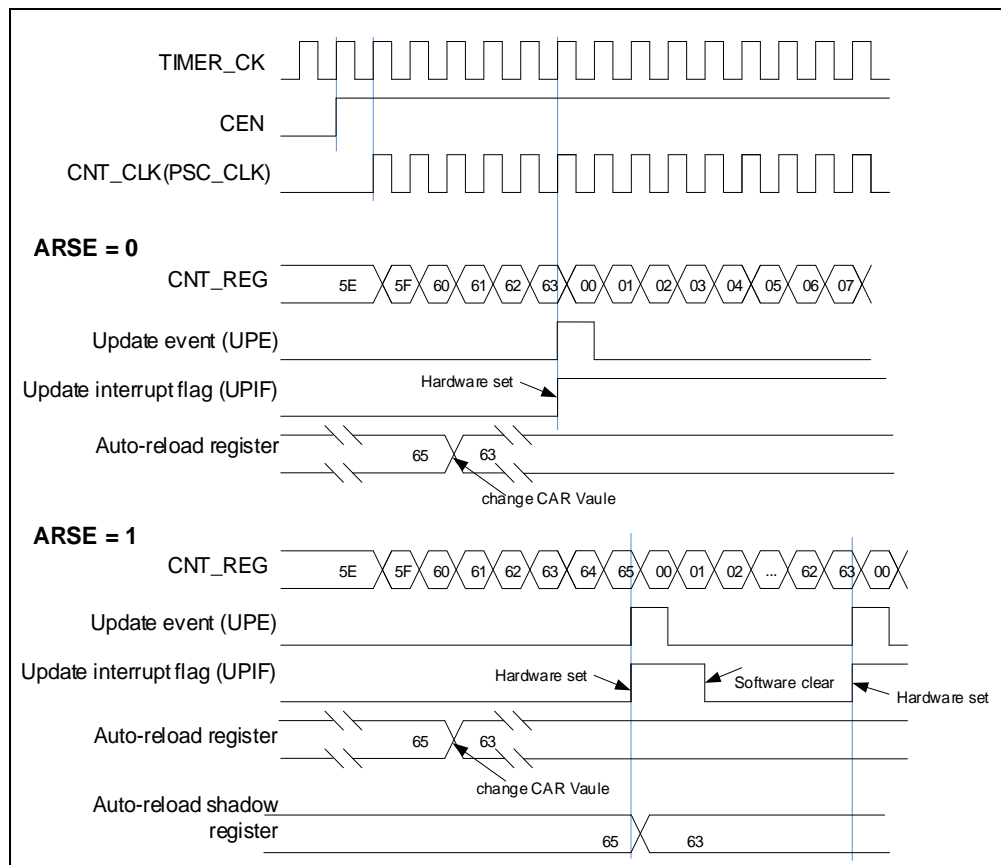 TIMER_CK
CEN
CNT_CLK(PSC_CLK)
ARSE = 0
CNT_REG 5E 5F 60 61 62 63 00 01 02 03 04 05 06 07
Update event (UPE)
Update interrupt flag (UPIF) Hardware set
Auto-reload register 65 63
change CAR Vaule
ARSE = 1
CNT_REG 5E 5F 60 61 62 63 64 65 00 01 02 ... 62 63 00
Update event (UPE)
Update interrupt flag (UPIF) Hardware set Software clear Hardware set
Auto-reload register 65 63
change CAR Vaule
Auto-reload shadow
register 65 63